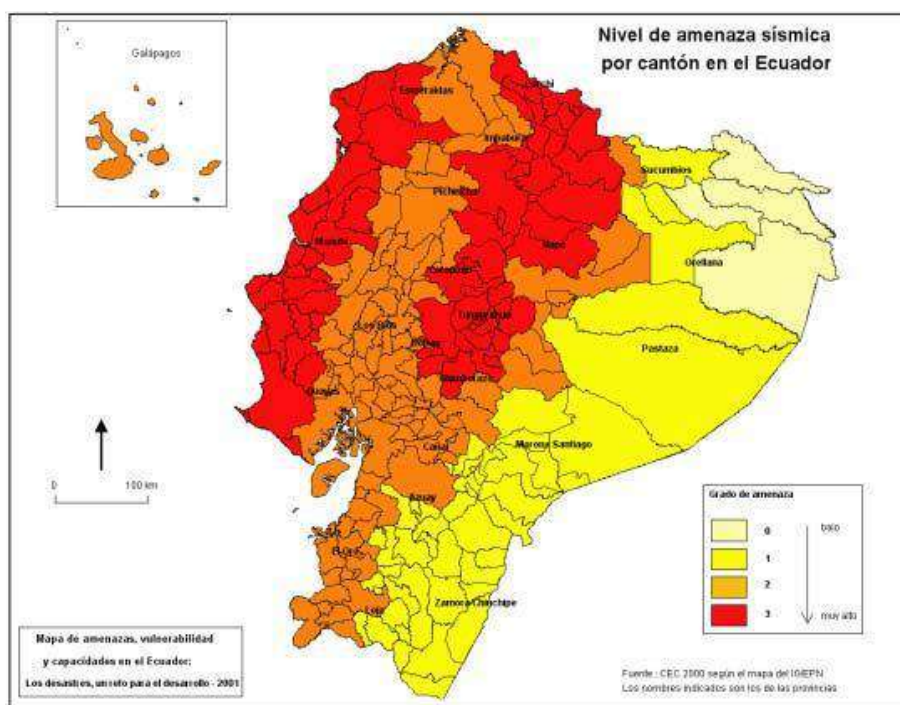 Galápagos
Nivel de amenaza sísmica
por cantón en el Ecuador
Esmeraldas
Carchi
Imbabura
Sucumbios
Pichincha
Napo
Manabi
Cotopaxi
Orellana
Tungurahua
Los Rios
Bolivar
Pastaza
Chimborazo
Guayas
Morona Santiago
Cañar
Azuay
El Oro
Loja
Zamora Chinchipe
0 100 km
Grado de amenaza
0 bajo
1
2
3 muy alto
Mapa de amenazas, vulnerabilidad
y capacidades en el Ecuador;
Los desastres, un reto para el desarrollo - 2001
Fuente : CEC 2000 según el mapa del IG/EPN
Los nombres indicados son los de las provincias